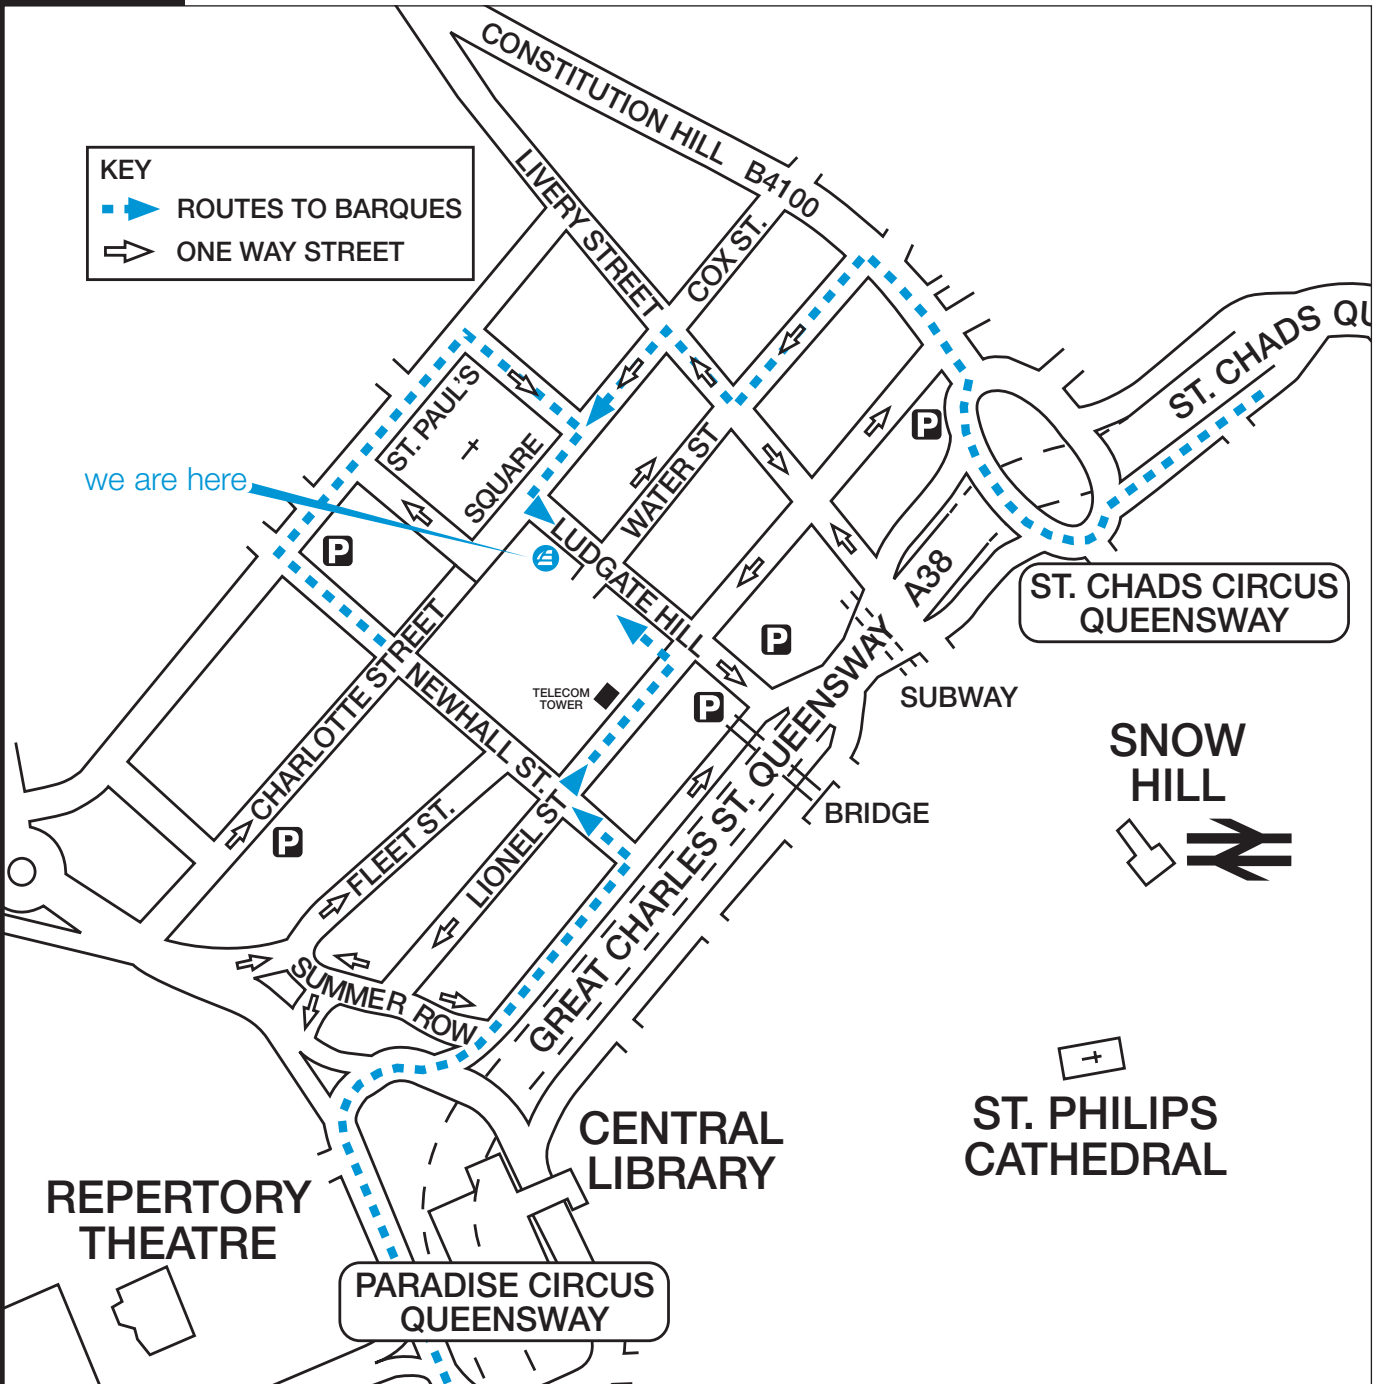 CONSTITUTION HILL B4100
KEY
ROUTES TO BARQUES
ONE WAY STREET
LIVERY STREET
COX ST.
ST. CHADS QU
ST. PAUL'S
SQUARE
WATER ST
we are here
LUDGATE HILL
A38
ST. CHADS CIRCUS
QUEENSWAY
P
P
P
P
P
CHARLOTTE STREET
NEWHALL ST.
TELECOM
TOWER
SUBWAY
SNOW
HILL
BRIDGE
FLEET ST.
LIONEL ST
GREAT CHARLES ST. QUEENSWAY
SUMMER ROW
CENTRAL
LIBRARY
ST. PHILIPS
CATHEDRAL
REPERTORY
THEATRE
PARADISE CIRCUS
QUEENSWAY